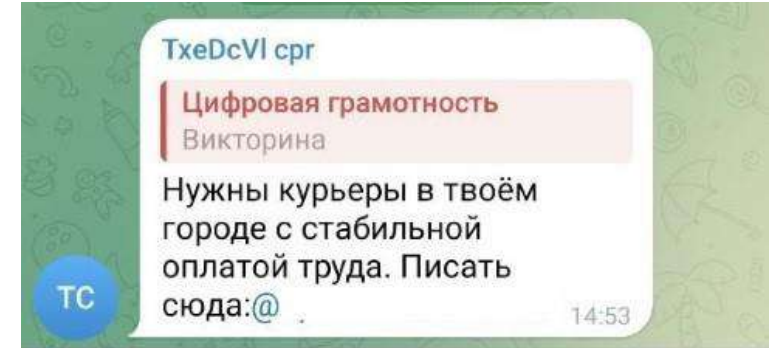 TxeDcVl cpr
Цифровая грамотность
Викторина
Нужны курьеры в твоём
городе с стабильной
оплатой труда. Писать
сюда:@
14:53
TC